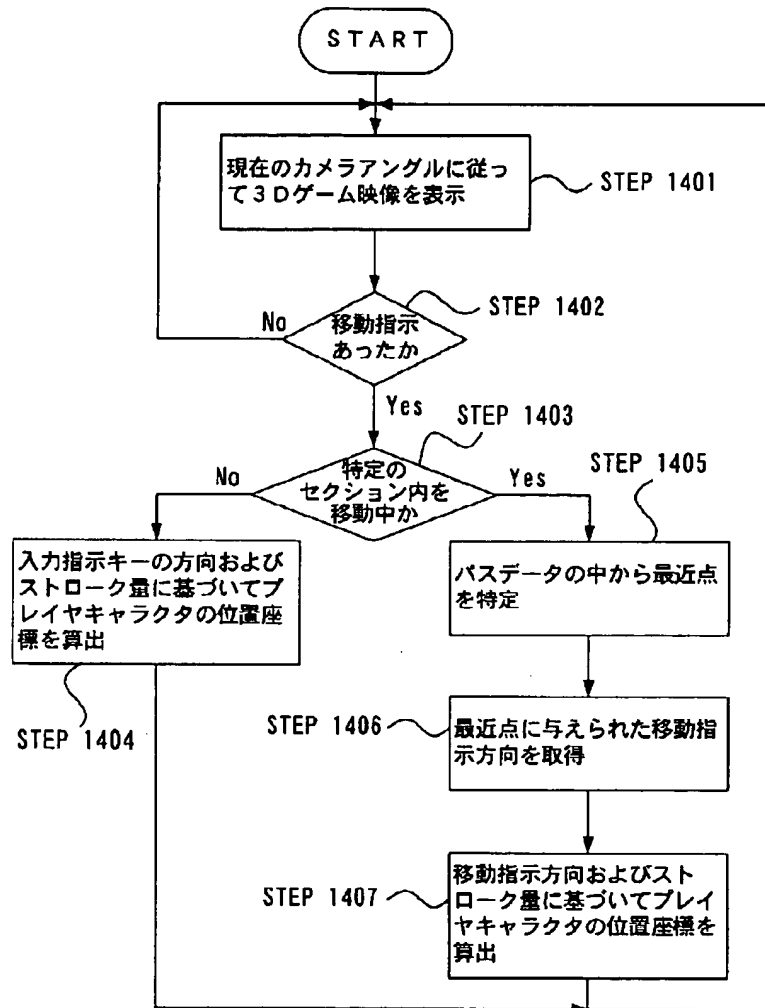 START
現在のカメラアングルに従っ
て3Dゲーム映像を表示
STEP 1401
移動指示
あったか
STEP 1402
No
Yes
STEP 1403
特定の
セクション内を
移動中か
No
Yes
STEP 1405
入力指示キーの方向および
ストローク量に基づいてプ
レイヤキャラクタの位置座
標を算出
STEP 1404
パスデータの中から最近点
を特定
STEP 1406
最近点に与えられた移動指
示方向を取得
STEP 1407
移動指示方向およびスト
ローク量に基づいてプレイ
ヤキャラクタの位置座標を
算出